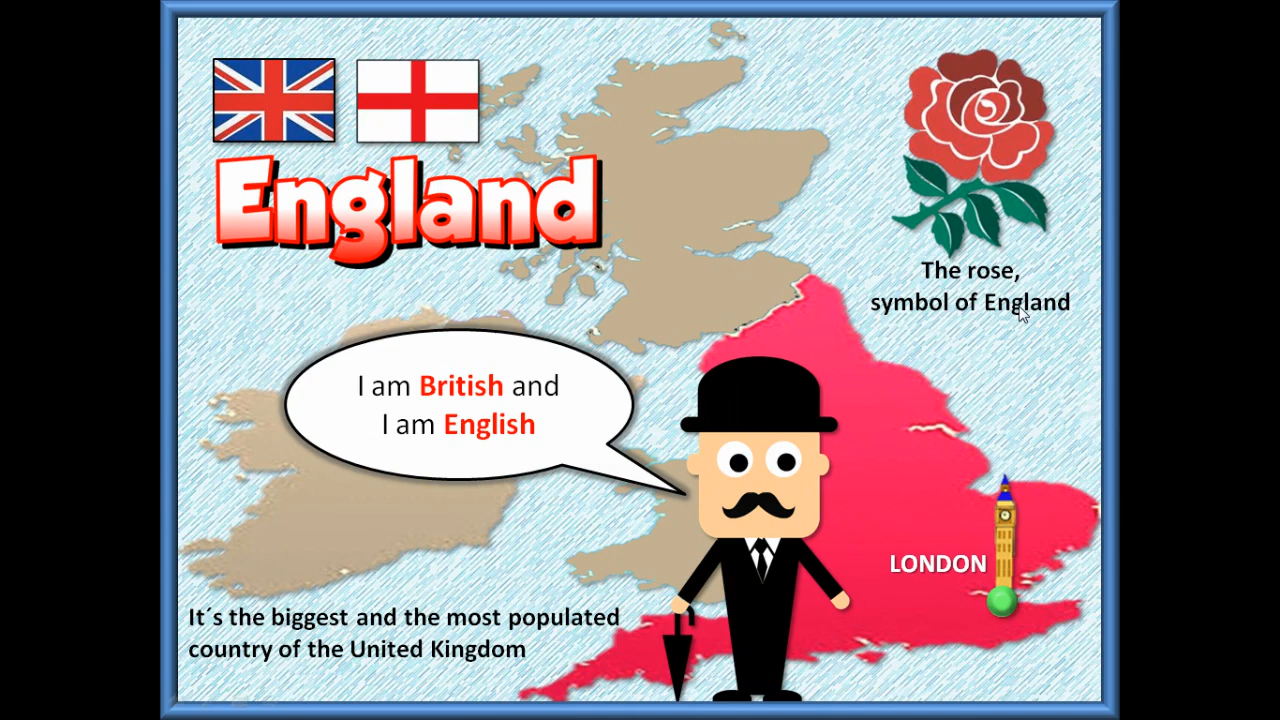 England
The rose,
symbol of England
I am British and
I am English
LONDON
It´s the biggest and the most populated
country of the United Kingdom